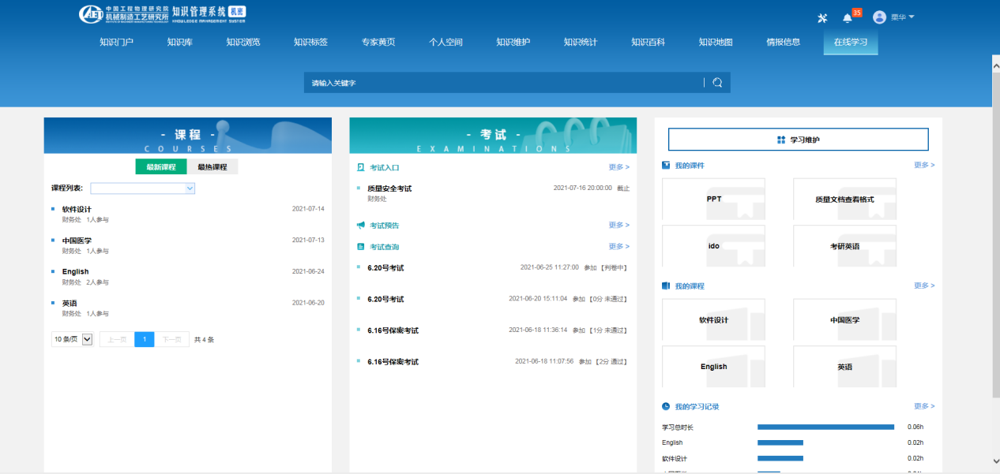 中国工程物理研究院
机械制造工艺研究所
知识管理系统 机密
KNOWLEDGE MANAGEMENT SYSTEM
35
栗华
知识门户 知识库 知识浏览 知识标签 专家黄页 个人空间 知识维护 知识统计 知识百科 知识地图 情报信息 在线学习
请输入关键字
- 课程 -
COURSES
最新课程 最热课程
课程列表:
软件设计 2021-07-14
财务处 1人参与
中国医学 2021-07-13
财务处 1人参与
English 2021-06-24
财务处 2人参与
英语 2021-06-20
财务处 1人参与
10 条/页 上一页 1 下一页 共 4 条
- 考试 -
EXAMINATIONS
考试入口 更多 >
质量安全考试 2021-07-16 20:00:00 截止
财务处
考试预告 更多 >
考试查询 更多 >
6.20号考试 2021-06-25 11:27:00 参加 【判卷中】
6.20号考试 2021-06-20 15:11:04 参加 【0分 未通过】
6.16号保密考试 2021-06-18 11:36:14 参加 【1分 未通过】
6.16号保密考试 2021-06-18 11:07:56 参加 【2分 通过】
学习维护
我的课件 更多 >
PPT 质量文档查看格式
ido 考研英语
我的课程 更多 >
软件设计 中国医学
English 英语
我的学习记录 更多 >
学习总时长 0.06h
English 0.02h
软件设计 0.02h